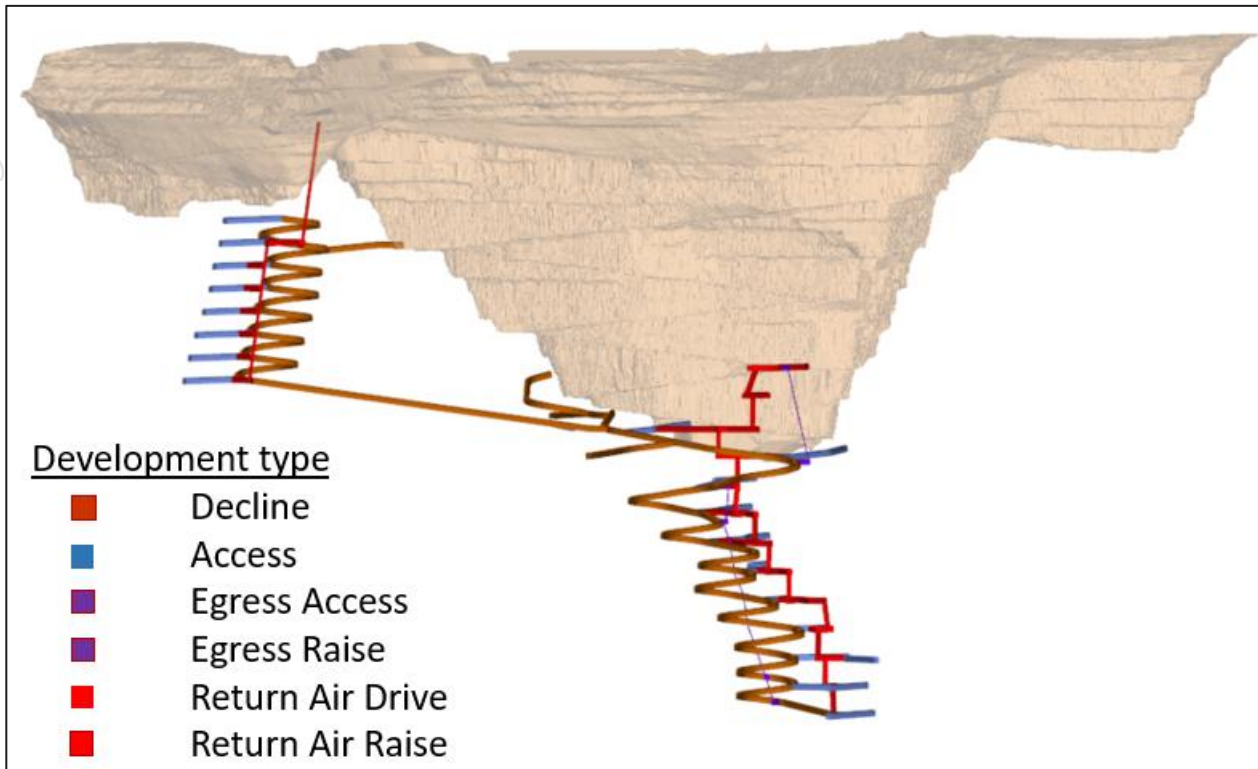 Development type
Decline
Access
Egress Access
Egress Raise
Return Air Drive
Return Air Raise